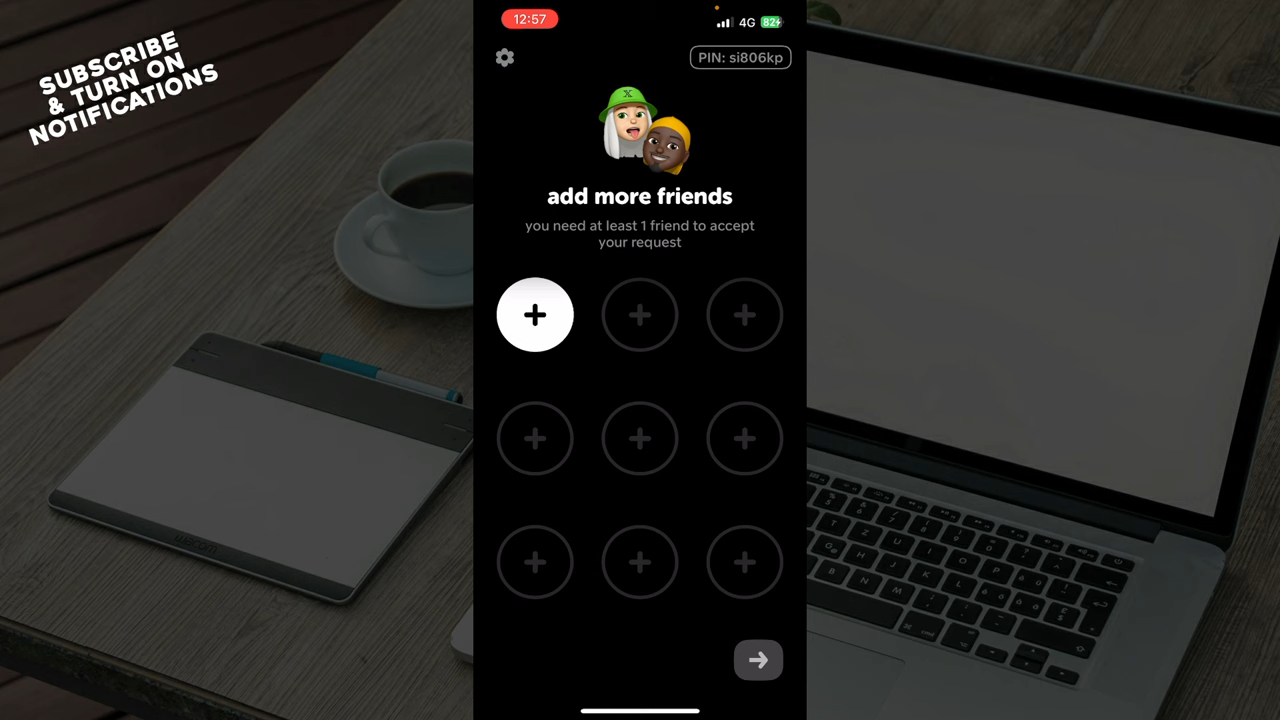 SUBSCRIBE
& TURN ON
NOTIFICATIONS
12:57
4G 82
PIN: si806kp
X
add more friends
you need at least 1 friend to accept
your request
wacom